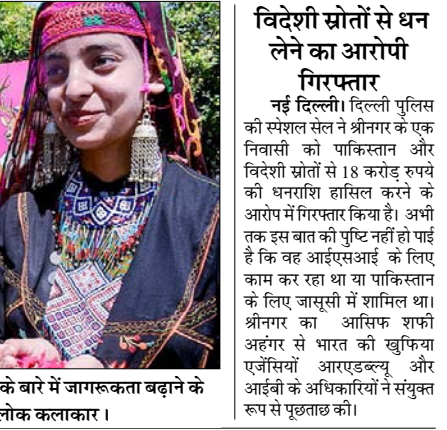 के बारे में जागरूकता बढ़ाने के
लोक कलाकार।
विदेशी स्रोतों से धन
लेने का आरोपी
गिरफ्तार
नई दिल्ली। दिल्ली पुलिस
की स्पेशल सेल ने श्रीनगर के एक
निवासी को पाकिस्तान और
विदेशी स्रोतों से 18 करोड़ रुपये
की धनराशि हासिल करने के
आरोप में गिरफ्तार किया है। अभी
तक इस बात की पुष्टि नहीं हो पाई
है कि वह आईएसआई के लिए
काम कर रहा था या पाकिस्तान
के लिए जासूसी में शामिल था।
श्रीनगर का आसिफ शफी
अहंगर से भारत की खुफिया
एजेंसियों आरएडब्ल्यू और
आईबी के अधिकारियों ने संयुक्त
रूप से पूछताछ की।